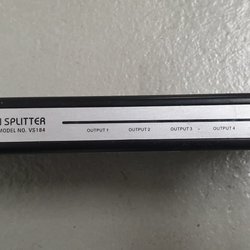 SPLITTER
MODEL NO. VS184
OUTPUT 1 OUTPUT 2 OUTPUT 3 OUTPUT 4